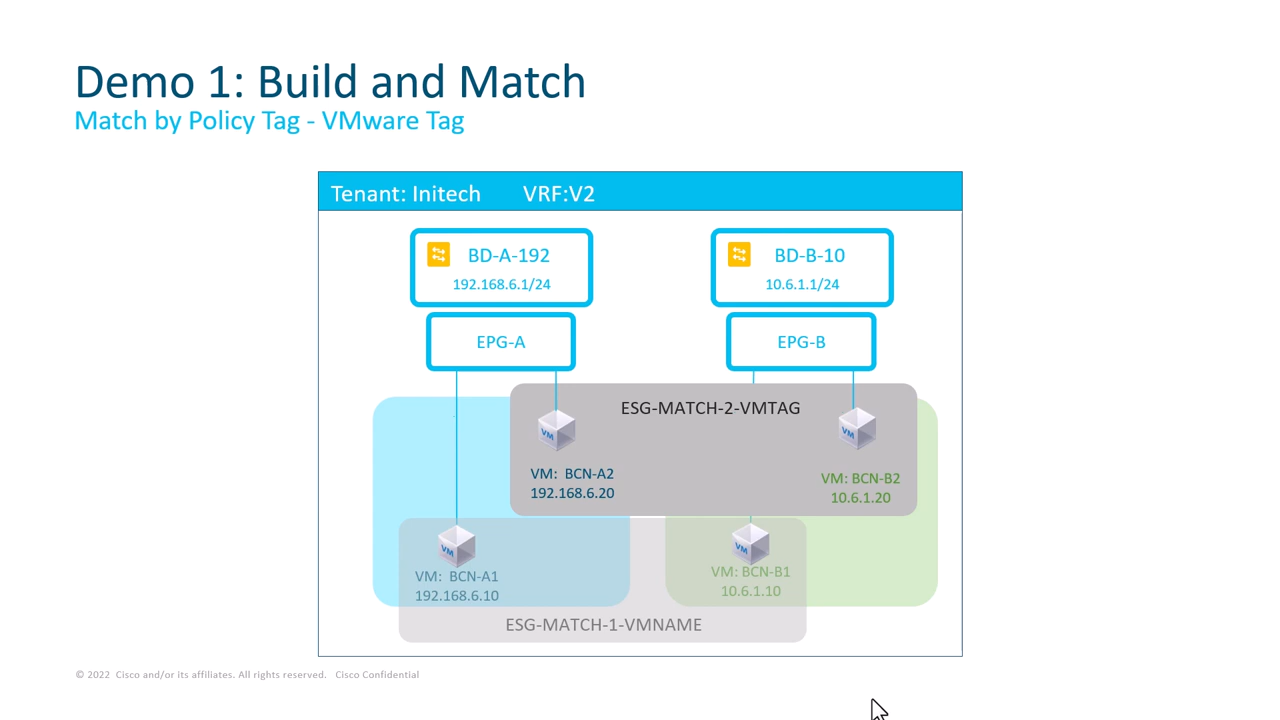 Demo 1: Build and Match
Match by Policy Tag - VMware Tag
Tenant: Initech VRF:V2
BD-A-192
192.168.6.1/24
BD-B-10
10.6.1.1/24
EPG-A
EPG-B
ESG-MATCH-2-VMTAG
VM
VM: BCN-A2
192.168.6.20
VM
VM: BCN-B2
10.6.1.20
VM
VM: BCN-A1
192.168.6.10
VM
VM: BCN-B1
10.6.1.10
ESG-MATCH-1-VMNAME
© 2022 Cisco and/or its affiliates. All rights reserved. Cisco Confidential